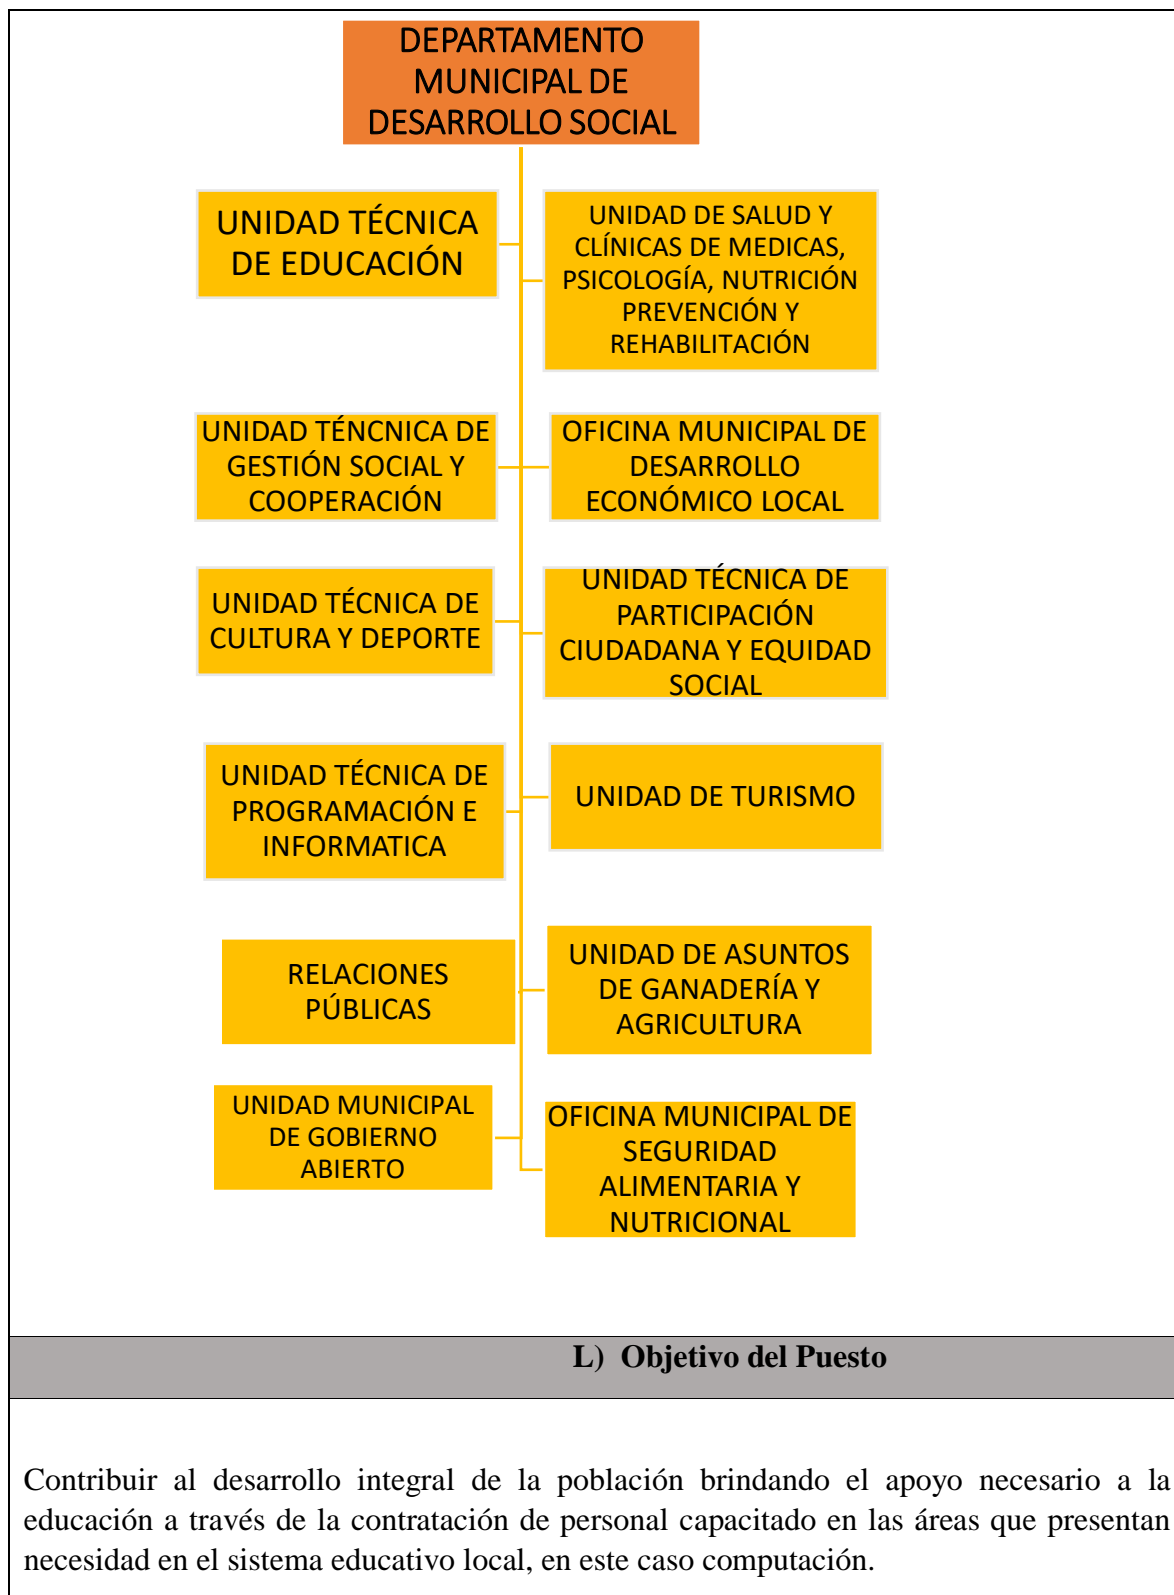 DEPARTAMENTO
MUNICIPAL DE
DESARROLLO SOCIAL
UNIDAD TÉCNICA
DE EDUCACIÓN
UNIDAD DE SALUD Y
CLÍNICAS DE MEDICAS,
PSICOLOGÍA, NUTRICIÓN
PREVENCIÓN Y
REHABILITACIÓN
UNIDAD TÉNCNICA DE
GESTIÓN SOCIAL Y
COOPERACIÓN
OFICINA MUNICIPAL DE
DESARROLLO
ECONÓMICO LOCAL
UNIDAD TÉCNICA DE
CULTURA Y DEPORTE
UNIDAD TÉCNICA DE
PARTICIPACIÓN
CIUDADANA Y EQUIDAD
SOCIAL
UNIDAD TÉCNICA DE
PROGRAMACIÓN E
INFORMATICA
UNIDAD DE TURISMO
RELACIONES
PÚBLICAS
UNIDAD DE ASUNTOS
DE GANADERÍA Y
AGRICULTURA
UNIDAD MUNICIPAL
DE GOBIERNO
ABIERTO
OFICINA MUNICIPAL DE
SEGURIDAD
ALIMENTARIA Y
NUTRICIONAL
L) Objetivo del Puesto
Contribuir al desarrollo integral de la población brindando el apoyo necesario a la
educación a través de la contratación de personal capacitado en las áreas que presentan
necesidad en el sistema educativo local, en este caso computación.